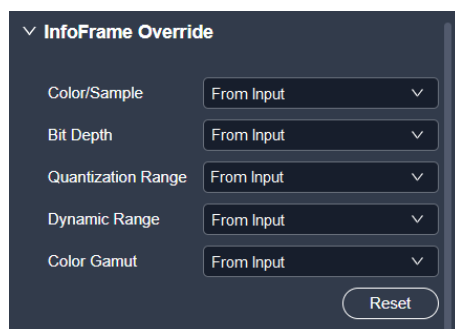 InfoFrame Override
Color/Sample From Input
Bit Depth From Input
Quantization Range From Input
Dynamic Range From Input
Color Gamut From Input
Reset